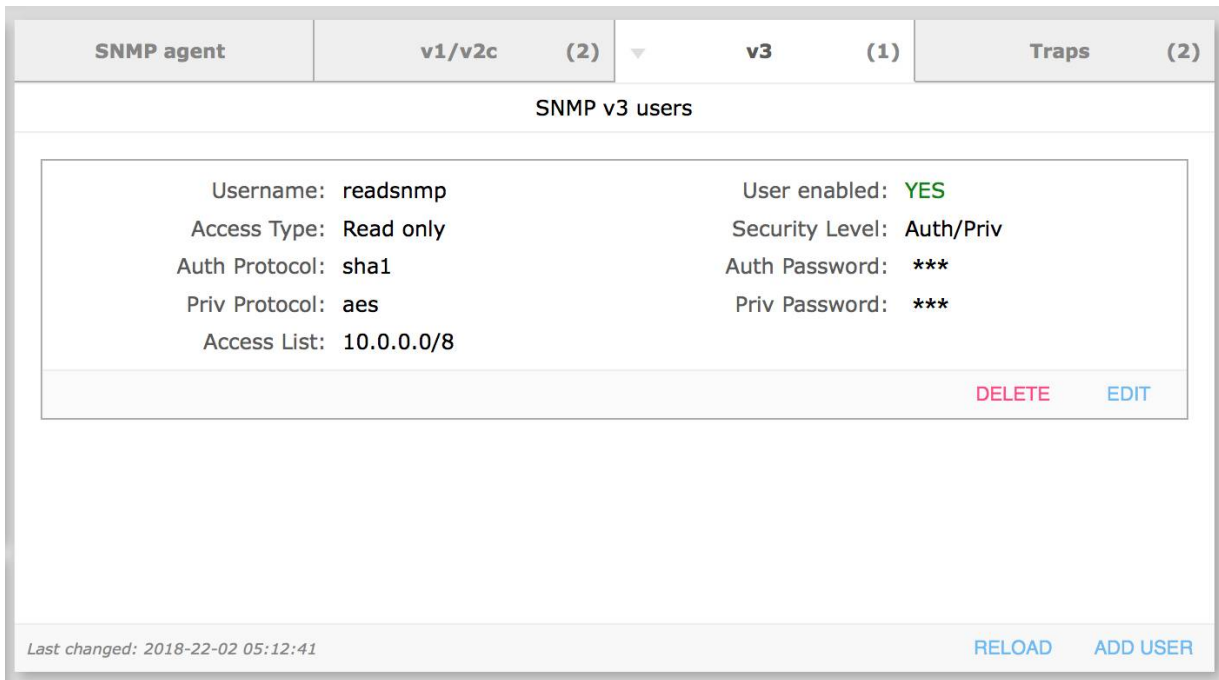 SNMP agent v1/v2c (2) v3 (1) Traps (2)
SNMP v3 users
Username: readsnmp User enabled: YES
Access Type: Read only Security Level: Auth/Priv
Auth Protocol: sha1 Auth Password: ***
Priv Protocol: aes Priv Password: ***
Access List: 10.0.0.0/8
DELETE EDIT
Last changed: 2018-22-02 05:12:41 RELOAD ADD USER